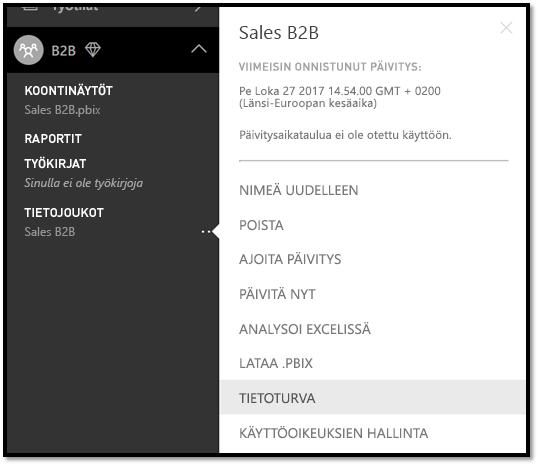 Työtilat
B2B
KOONTINÄYTÖT
Sales B2B.pbix
RAPORTIT
TYÖKIRJAT
Sinulla ei ole työkirjoja
TIETOJOUKOT
Sales B2B
Sales B2B
VIIMEISIN ONNISTUNUT PÄIVITYS:
Pe Loka 27 2017 14.54.00 GMT + 0200
(Länsi-Euroopan kesäaika)
Päivitysaikataulua ei ole otettu käyttöön.
NIMEÄ UUDELLEEN
POISTA
AJOITA PÄIVITYS
PÄIVITÄ NYT
ANALYSOI EXCELISSÄ
LATAA .PBIX
TIETOTURVA
KÄYTTÖOIKEUKSIEN HALLINTA